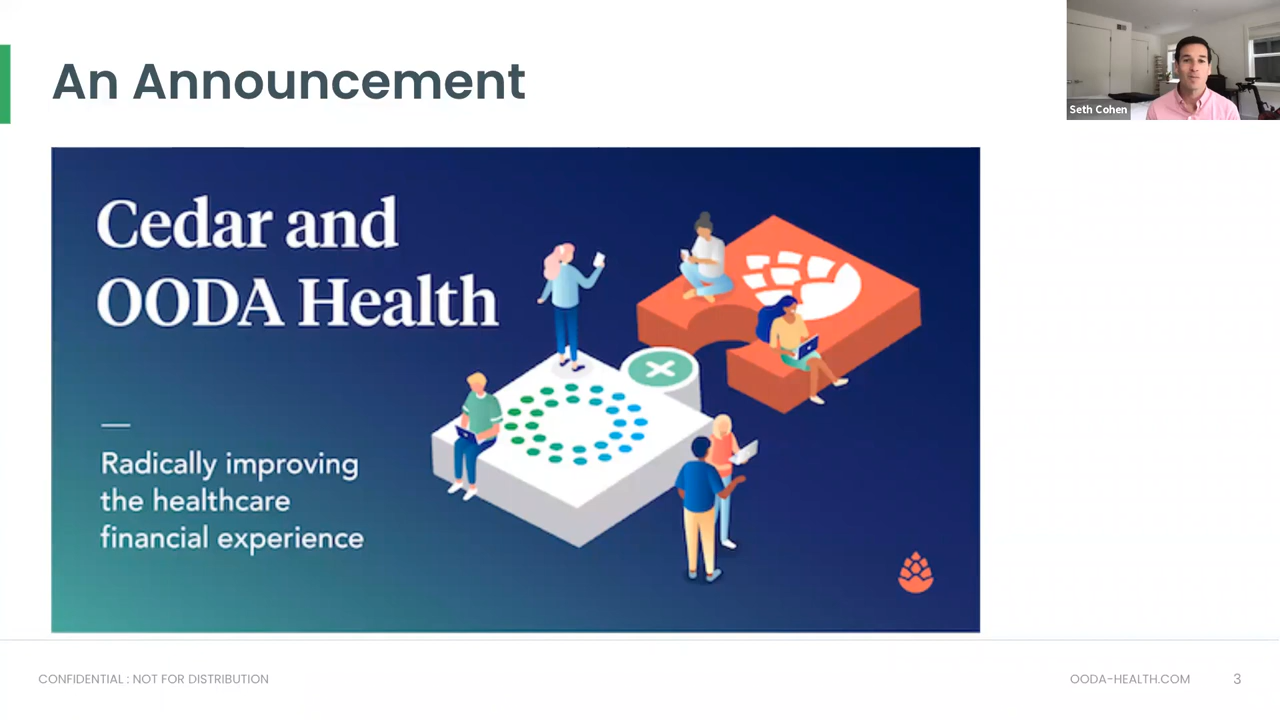 An Announcement
Seth Cohen
Cedar and
OODA Health
Radically improving
the healthcare
financial experience
CONFIDENTIAL : NOT FOR DISTRIBUTION
OODA-HEALTH.COM
3